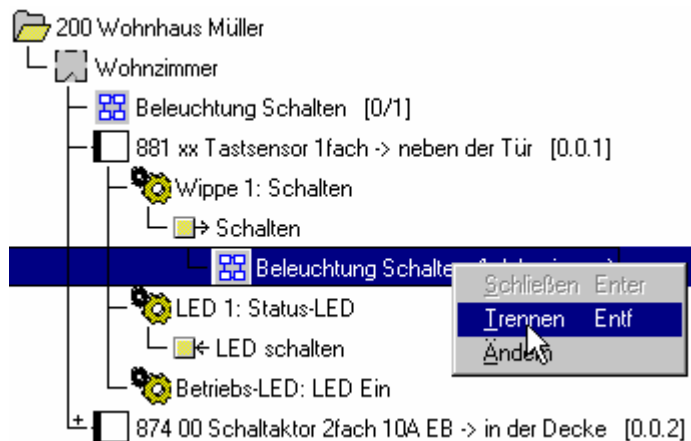 200 Wohnhaus Müller
Wohnzimmer
Beleuchtung Schalten [0/1]
881 xx Tastsensor 1fach -> neben der Tür [0.0.1]
Wippe 1: Schalten
Schalten
Beleuchtung Schalten
Schließen Enter
Trennen Entf
Ändern
LED 1: Status-LED
LED schalten
Betriebs-LED: LED Ein
874 00 Schaltaktor 2fach 10A EB -> in der Decke [0.0.2]